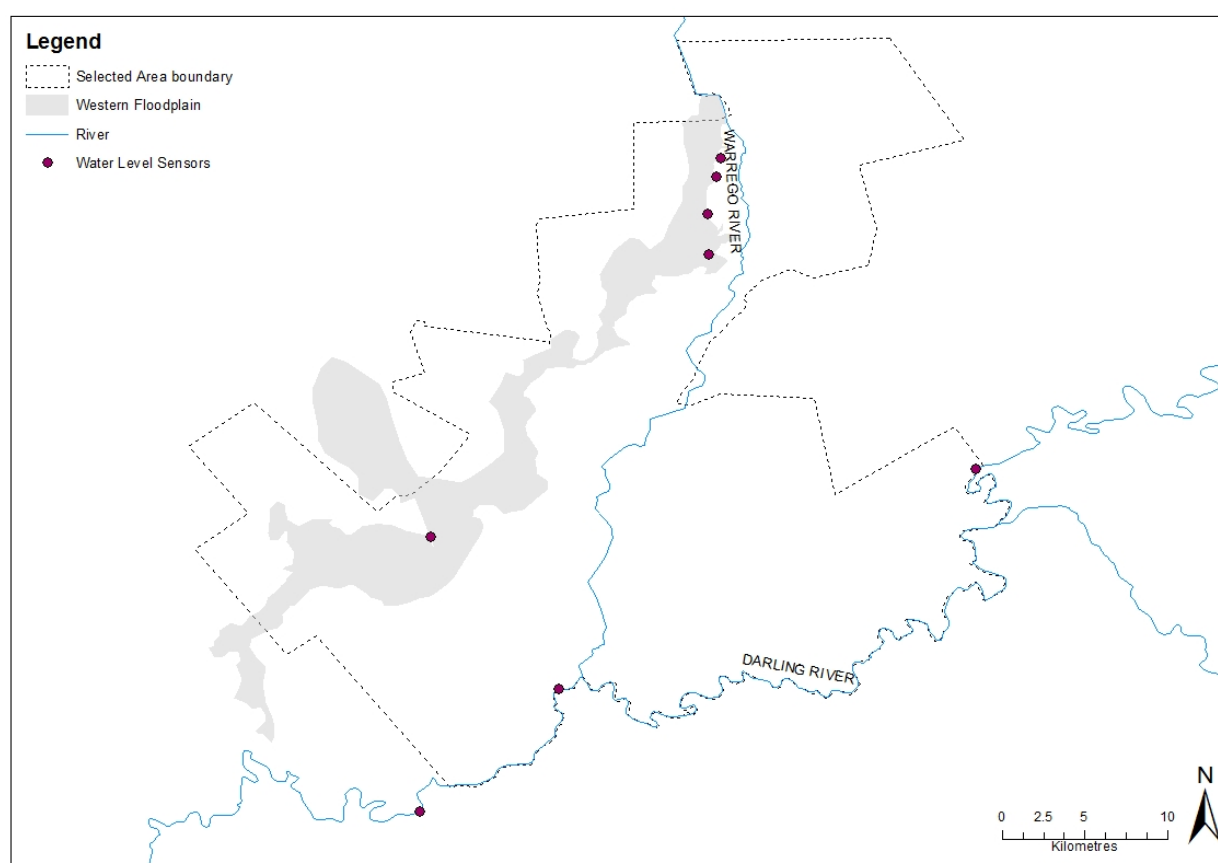 Legend
Selected Area boundary
Western Floodplain
River
Water Level Sensors
WARREGO RIVER
DARLING RIVER
N
0 2.5 5 10
Kilometres